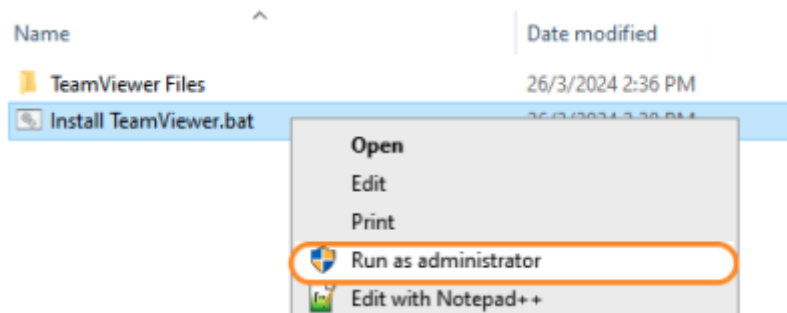 Name Date modified
TeamViewer Files 26/3/2024 2:36 PM
Install TeamViewer.bat
Open
Edit
Print
Run as administrator
Edit with Notepad++